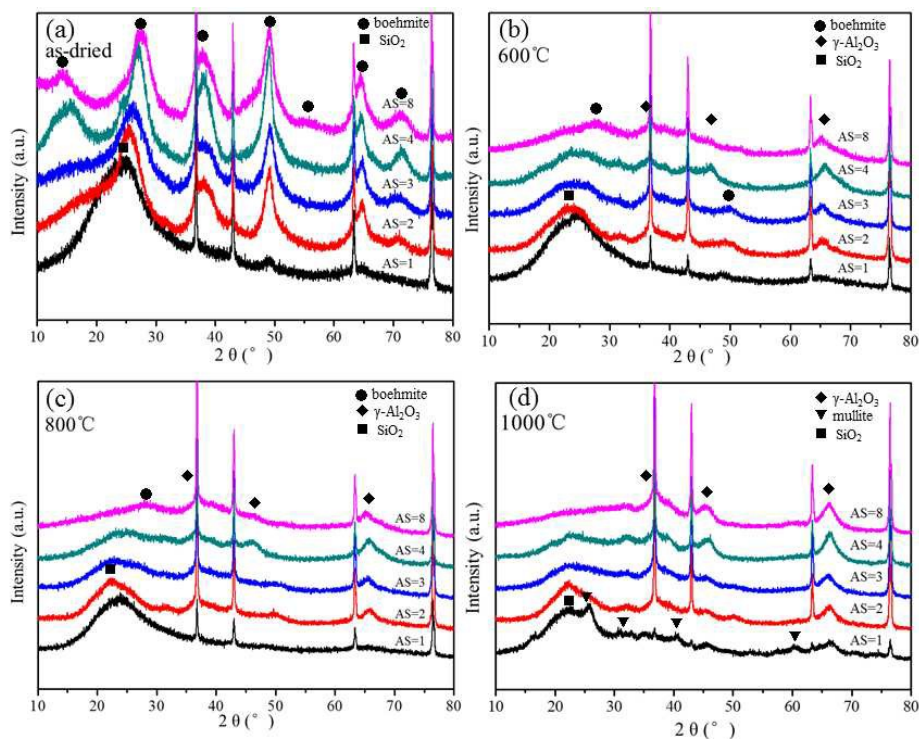 (a)
as-dried
● boehmite
■ SiO₂
AS=8
AS=4
AS=3
AS=2
AS=1
Intensity (a.u.)
10 20 30 40 50 60 70 80
2 θ (°)
(b)
600℃
● boehmite
◆ γ-Al₂O₃
■ SiO₂
AS=8
AS=4
AS=3
AS=2
AS=1
Intensity (a.u.)
10 20 30 40 50 60 70 80
2 θ (°)
(c)
800℃
● boehmite
◆ γ-Al₂O₃
■ SiO₂
AS=8
AS=4
AS=3
AS=2
AS=1
Intensity (a.u.)
10 20 30 40 50 60 70 80
2 θ (°)
(d)
1000℃
◆ γ-Al₂O₃
▼ mullite
■ SiO₂
AS=8
AS=4
AS=3
AS=2
AS=1
Intensity (a.u.)
10 20 30 40 50 60 70 80
2 θ (°)